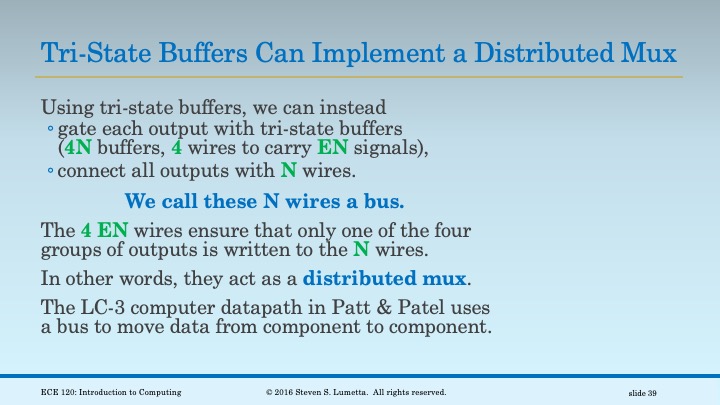 Tri-State Buffers Can Implement a Distributed Mux
Using tri-state buffers, we can instead
◦ gate each output with tri-state buffers
(4N buffers, 4 wires to carry EN signals),
◦ connect all outputs with N wires.
We call these N wires a bus.
The 4 EN wires ensure that only one of the four
groups of outputs is written to the N wires.
In other words, they act as a distributed mux.
The LC-3 computer datapath in Patt & Patel uses
a bus to move data from component to component.
ECE 120: Introduction to Computing
© 2016 Steven S. Lumetta. All rights reserved.
slide 39